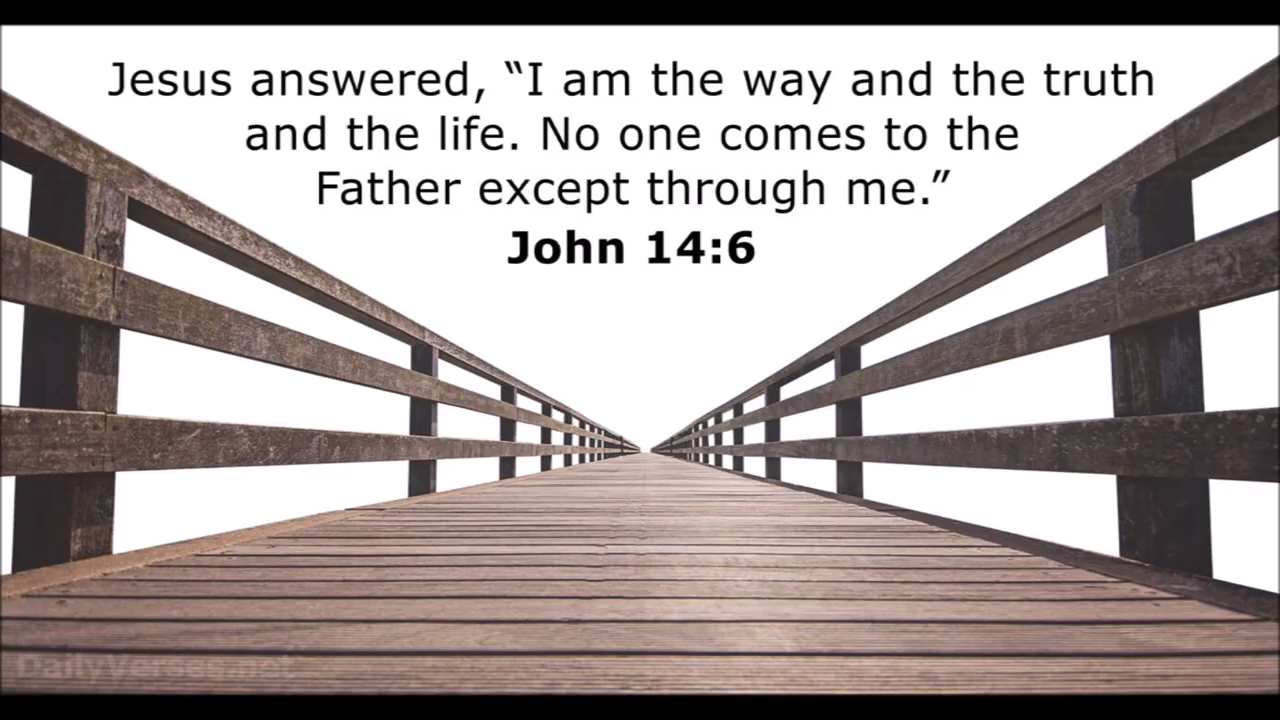 Jesus answered, “I am the way and the truth
and the life. No one comes to the
Father except through me.”
John 14:6
DailyVerses.net